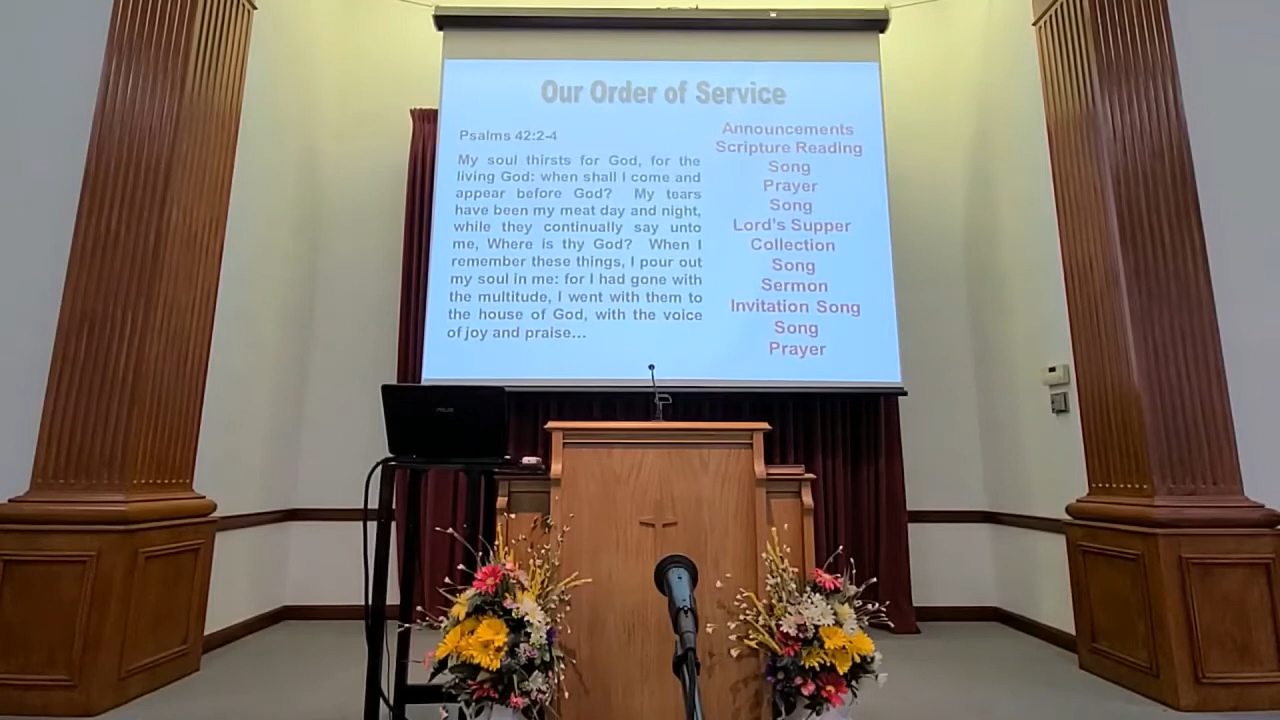 Our Order of Service
Psalms 42:2-4
My soul thirsts for God, for the
living God: when shall I come and
appear before God? My tears
have been my meat day and night,
while they continually say unto
me, Where is thy God? When I
remember these things, I pour out
my soul in me: for I had gone with
the multitude, I went with them to
the house of God, with the voice
of joy and praise...
Announcements
Scripture Reading
Song
Prayer
Song
Lord's Supper
Collection
Song
Sermon
Invitation Song
Song
Prayer
ASUS